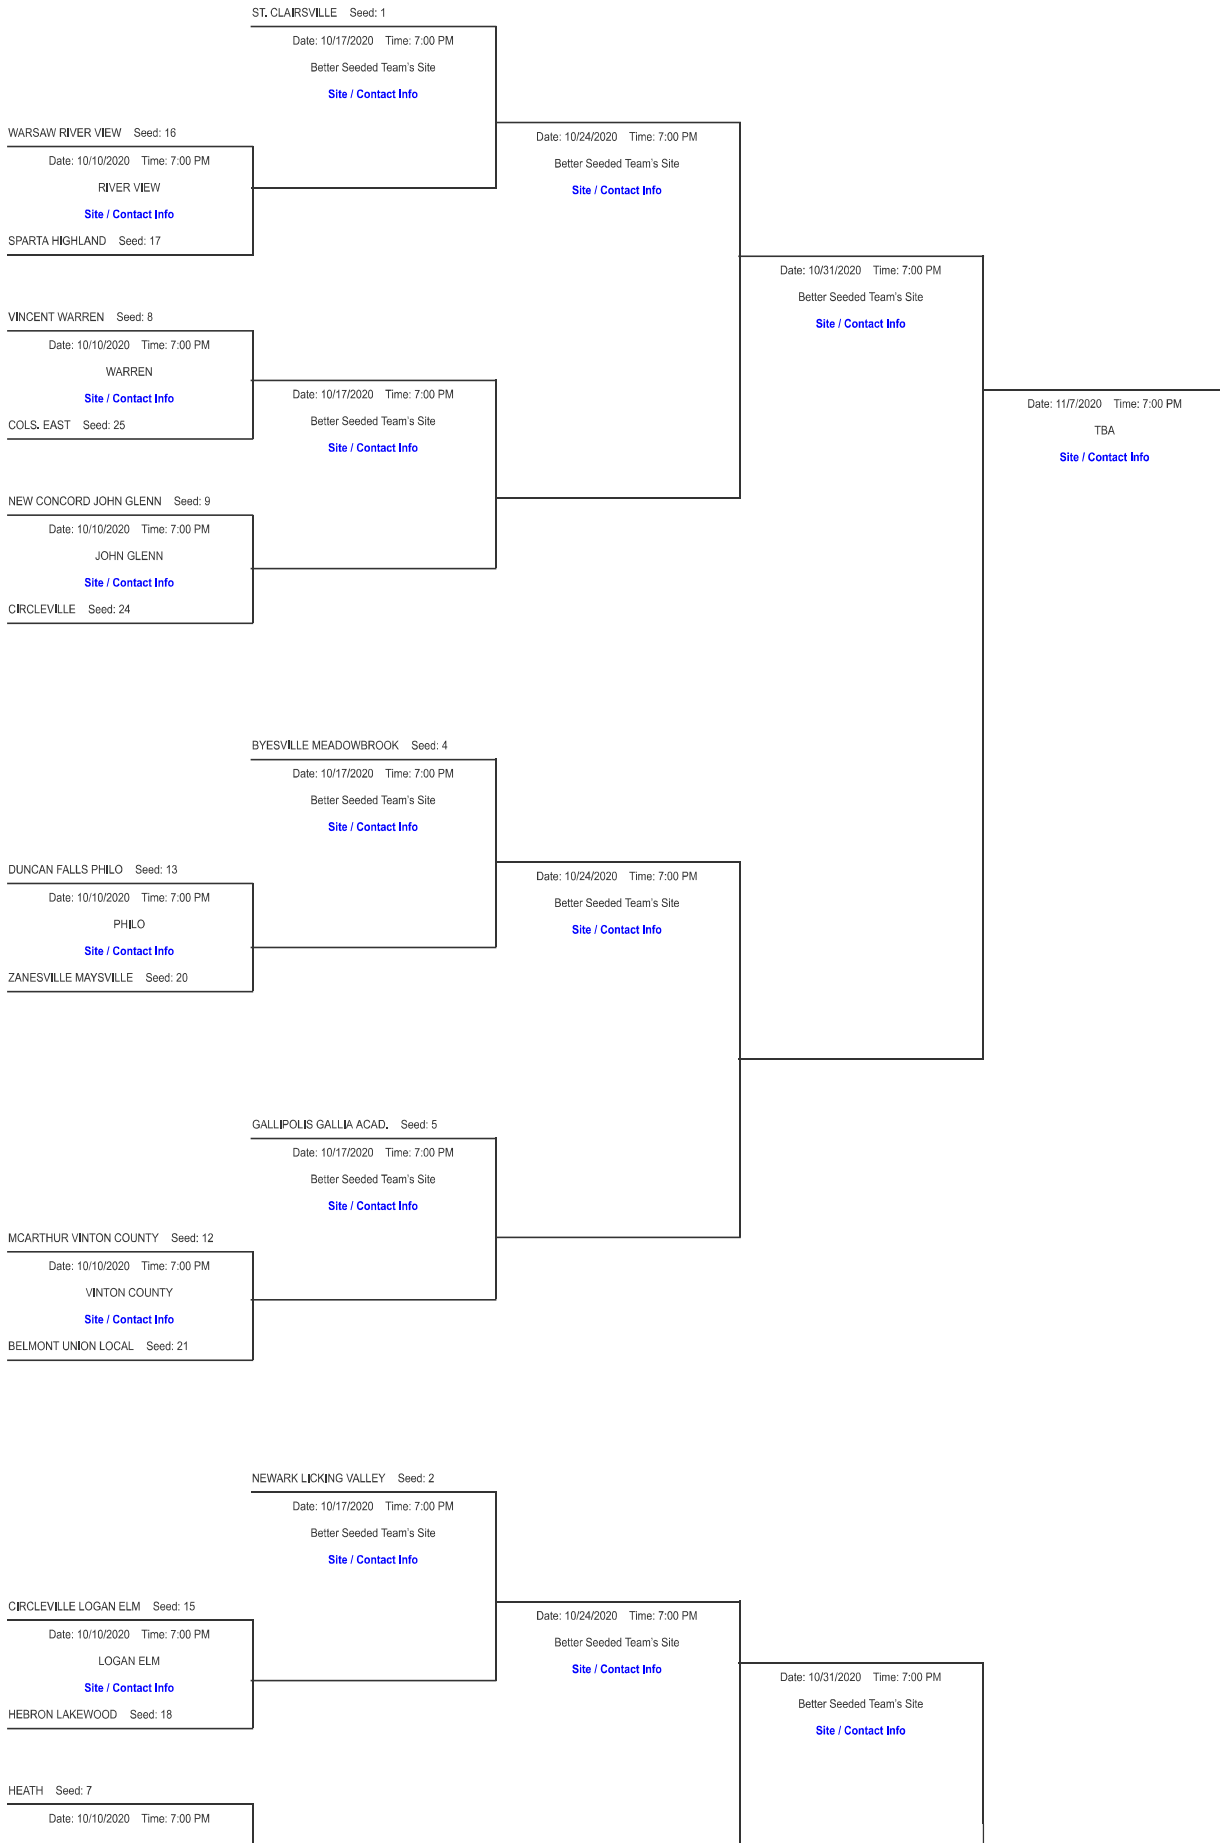 ST. CLAIRSVILLE Seed: 1
Date: 10/17/2020 Time: 7:00 PM
Better Seeded Team's Site
Site / Contact Info
WARSAW RIVER VIEW Seed: 16
Date: 10/10/2020 Time: 7:00 PM
RIVER VIEW
Site / Contact Info
SPARTA HIGHLAND Seed: 17
Date: 10/24/2020 Time: 7:00 PM
Better Seeded Team's Site
Site / Contact Info
Date: 10/31/2020 Time: 7:00 PM
Better Seeded Team's Site
Site / Contact Info
VINCENT WARREN Seed: 8
Date: 10/10/2020 Time: 7:00 PM
WARREN
Site / Contact Info
COLS. EAST Seed: 25
Date: 10/17/2020 Time: 7:00 PM
Better Seeded Team's Site
Site / Contact Info
Date: 11/7/2020 Time: 7:00 PM
TBA
Site / Contact Info
NEW CONCORD JOHN GLENN Seed: 9
Date: 10/10/2020 Time: 7:00 PM
JOHN GLENN
Site / Contact Info
CIRCLEVILLE Seed: 24
BYESVILLE MEADOWBROOK Seed: 4
Date: 10/17/2020 Time: 7:00 PM
Better Seeded Team's Site
Site / Contact Info
DUNCAN FALLS PHILO Seed: 13
Date: 10/10/2020 Time: 7:00 PM
PHILO
Site / Contact Info
ZANESVILLE MAYSVILLE Seed: 20
Date: 10/24/2020 Time: 7:00 PM
Better Seeded Team's Site
Site / Contact Info
GALLIPOLIS GALLIA ACAD. Seed: 5
Date: 10/17/2020 Time: 7:00 PM
Better Seeded Team's Site
Site / Contact Info
MCARTHUR VINTON COUNTY Seed: 12
Date: 10/10/2020 Time: 7:00 PM
VINTON COUNTY
Site / Contact Info
BELMONT UNION LOCAL Seed: 21
NEWARK LICKING VALLEY Seed: 2
Date: 10/17/2020 Time: 7:00 PM
Better Seeded Team's Site
Site / Contact Info
CIRCLEVILLE LOGAN ELM Seed: 15
Date: 10/10/2020 Time: 7:00 PM
LOGAN ELM
Site / Contact Info
HEBRON LAKEWOOD Seed: 18
Date: 10/24/2020 Time: 7:00 PM
Better Seeded Team's Site
Site / Contact Info
Date: 10/31/2020 Time: 7:00 PM
Better Seeded Team's Site
Site / Contact Info
HEATH Seed: 7
Date: 10/10/2020 Time: 7:00 PM